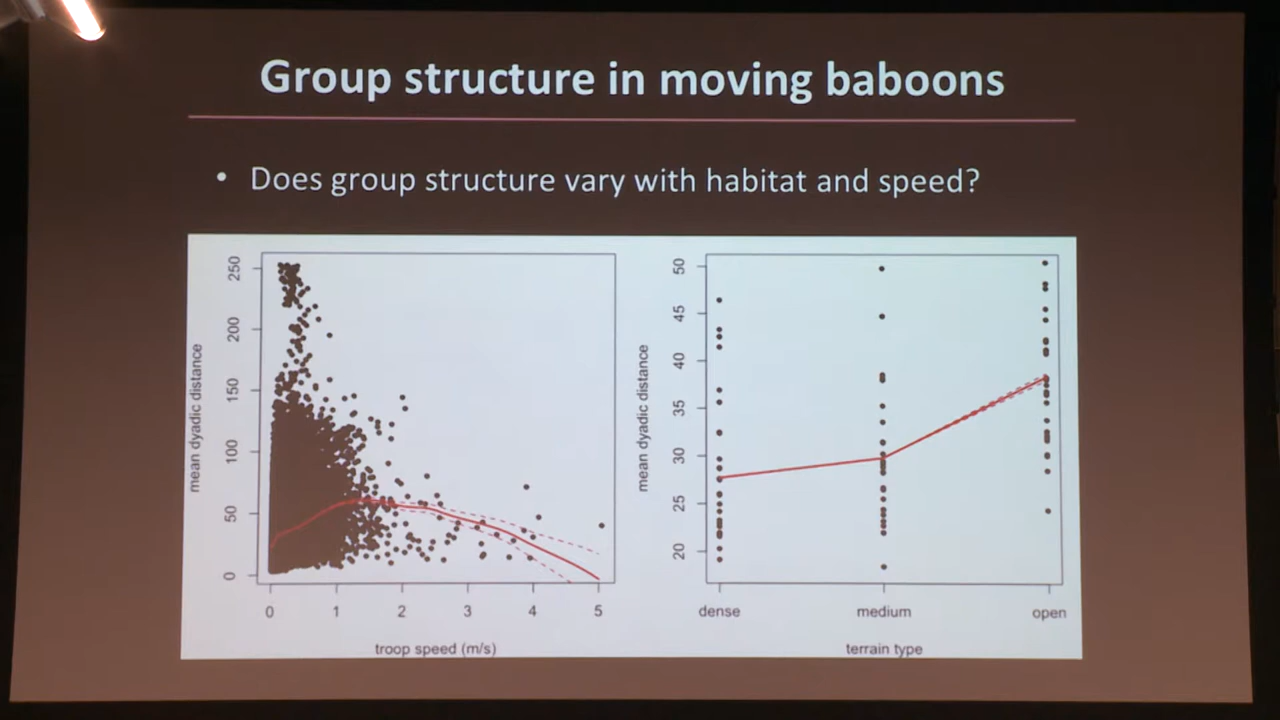 Group structure in moving baboons
• Does group structure vary with habitat and speed?
mean dyadic distance
250
200
150
100
50
0
0 1 2 3 4 5
troop speed (m/s)
mean dyadic distance
50
45
40
35
30
25
20
dense medium open
terrain type